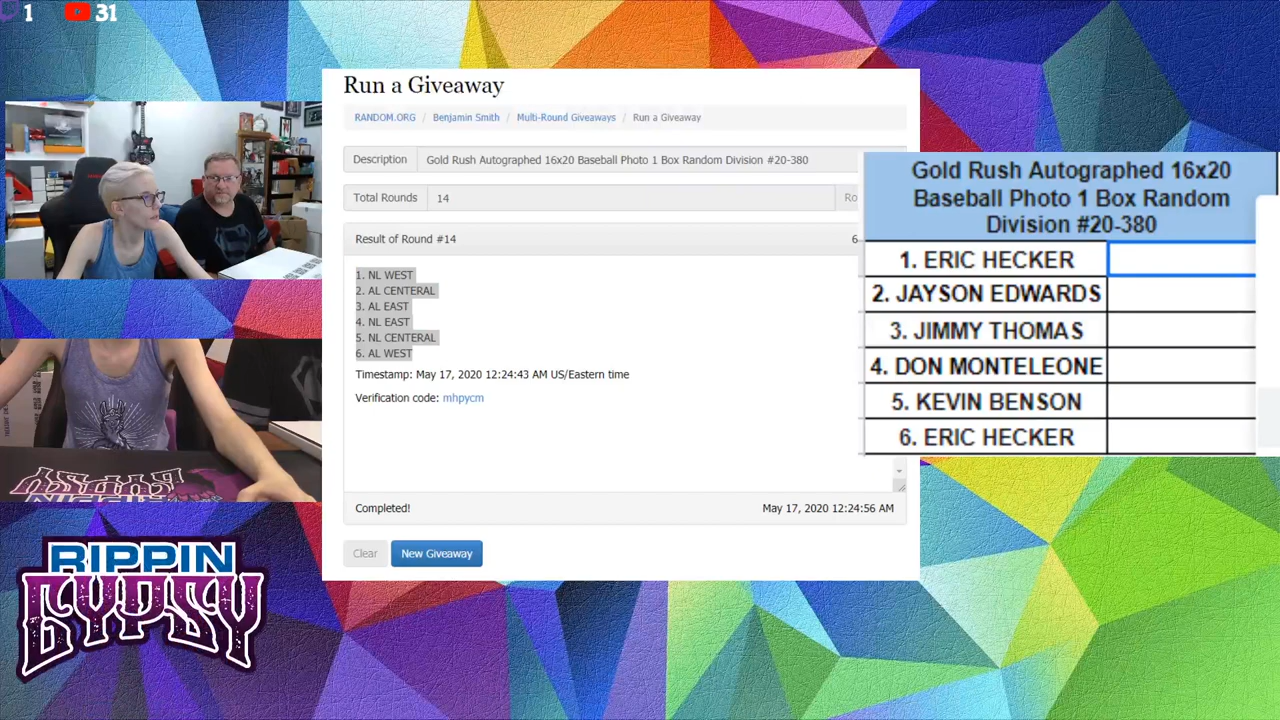 1 31
Run a Giveaway
RANDOM.ORG / Benjamin Smith / Multi-Round Giveaways / Run a Giveaway
Description Gold Rush Autographed 16x20 Baseball Photo 1 Box Random Division #20-380
Total Rounds 14 Ro
Result of Round #14 6
1. NL WEST
2. AL CENTERAL
3. AL EAST
4. NL EAST
5. NL CENTERAL
6. AL WEST
Timestamp: May 17, 2020 12:24:43 AM US/Eastern time
Verification code: mhpycm
Completed! May 17, 2020 12:24:56 AM
Clear New Giveaway
Gold Rush Autographed 16x20
Baseball Photo 1 Box Random
Division #20-380
1. ERIC HECKER
2. JAYSON EDWARDS
3. JIMMY THOMAS
4. DON MONTELEONE
5. KEVIN BENSON
6. ERIC HECKER
RIPPIN
GYPSY
RIPPIN
GYPSY